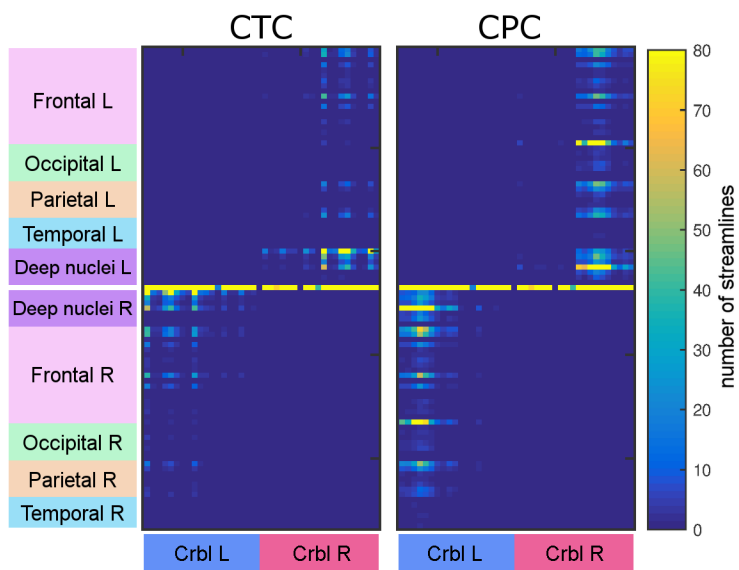 CTC
CPC
Frontal L
Occipital L
Parietal L
Temporal L
Deep nuclei L
Deep nuclei R
Frontal R
Occipital R
Parietal R
Temporal R
Crbl L
Crbl R
Crbl L
Crbl R
80
70
60
50
40
30
20
10
0
number of streamlines